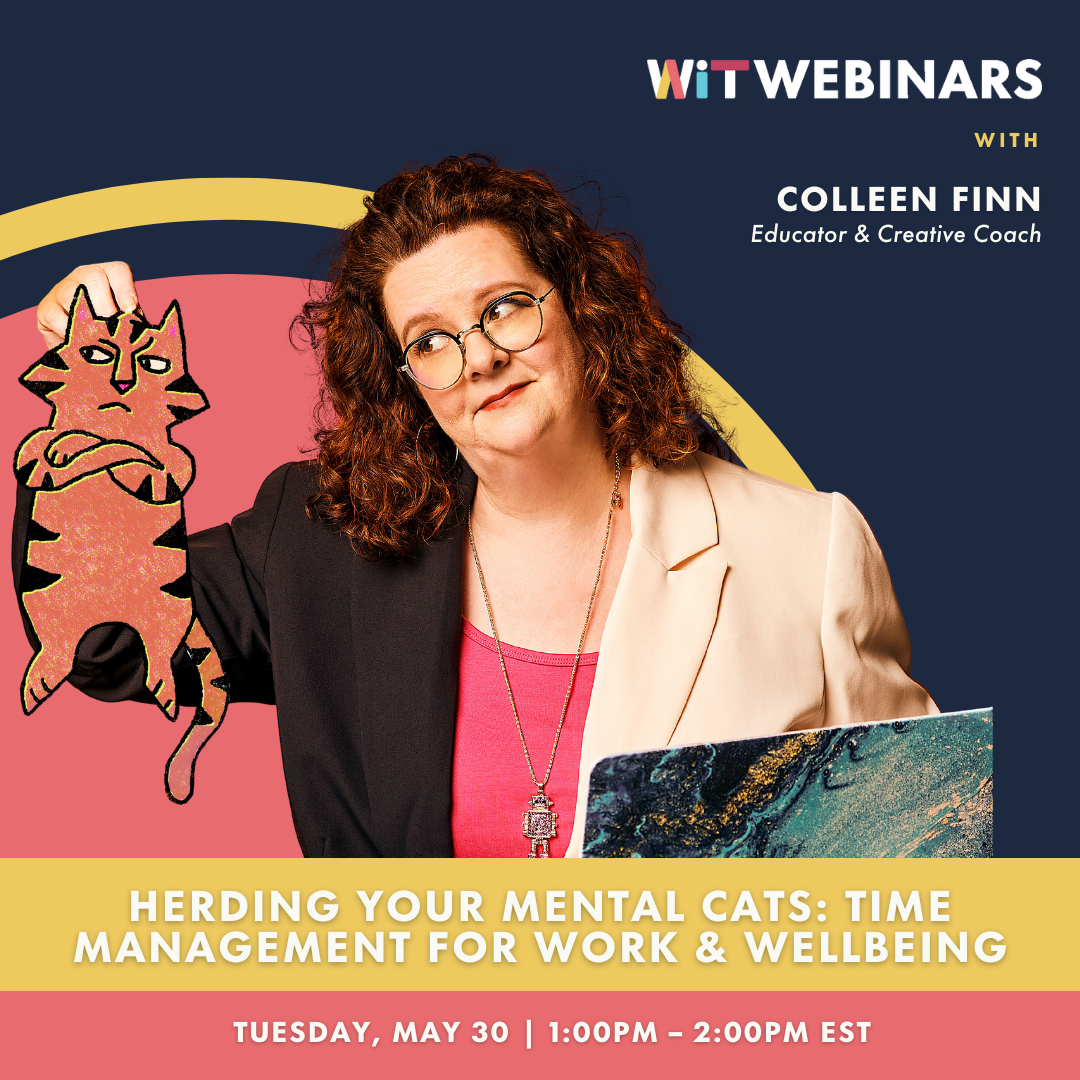 WiT WEBINARS
WITH
COLLEEN FINN
Educator & Creative Coach
HERDING YOUR MENTAL CATS: TIME
MANAGEMENT FOR WORK & WELLBEING
TUESDAY, MAY 30 | 1:00PM – 2:00PM EST